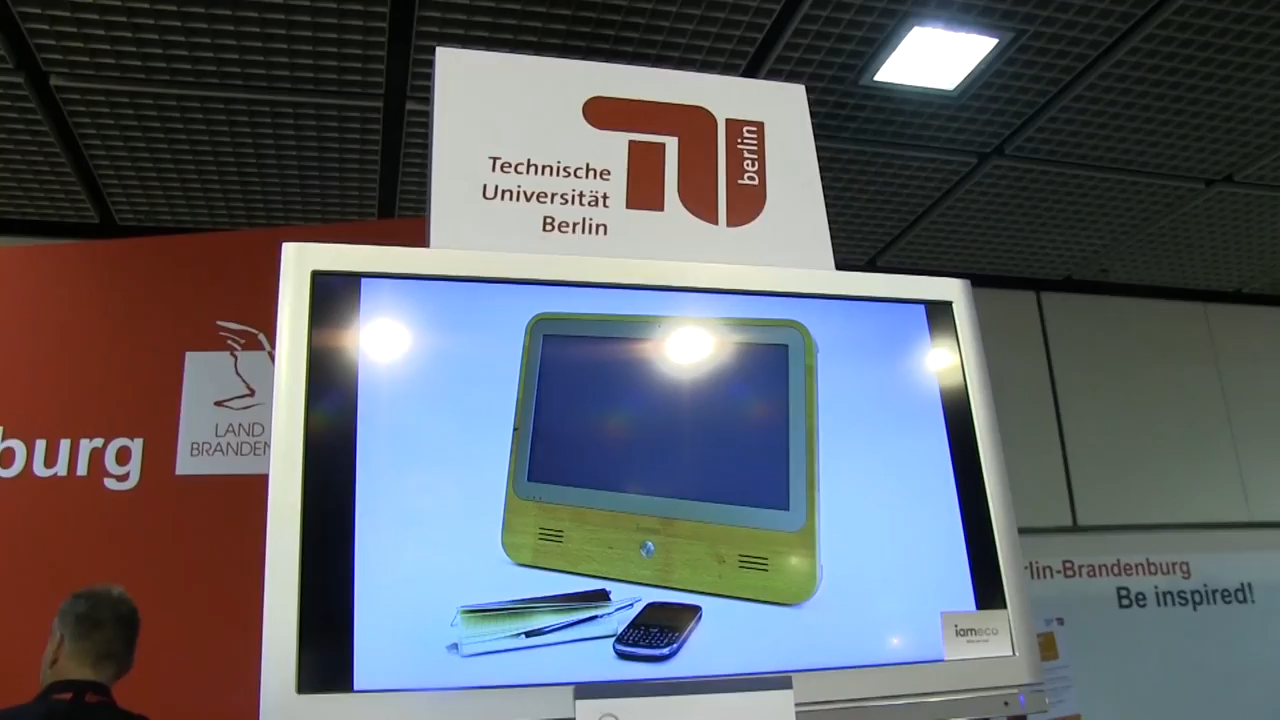 Technische
Universität
Berlin
berlin
burg
LAND
BRANDEN
iameco
rlin-Brandenburg
Be inspired!